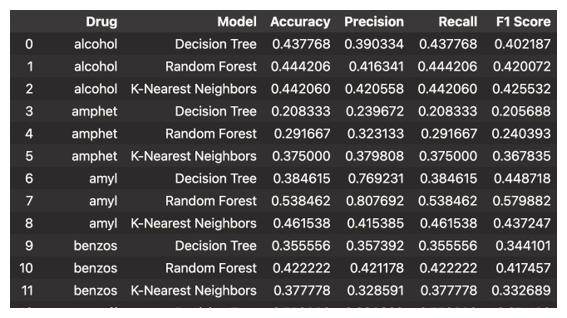 Drug Model Accuracy Precision Recall F1 Score
0 alcohol Decision Tree 0.437768 0.390334 0.437768 0.402187
1 alcohol Random Forest 0.444206 0.416341 0.444206 0.420072
2 alcohol K-Nearest Neighbors 0.442060 0.420558 0.442060 0.425532
3 amphet Decision Tree 0.208333 0.239672 0.208333 0.205688
4 amphet Random Forest 0.291667 0.323133 0.291667 0.240393
5 amphet K-Nearest Neighbors 0.375000 0.379808 0.375000 0.367835
6 amyl Decision Tree 0.384615 0.769231 0.384615 0.448718
7 amyl Random Forest 0.538462 0.807692 0.538462 0.579882
8 amyl K-Nearest Neighbors 0.461538 0.415385 0.461538 0.437247
9 benzos Decision Tree 0.355556 0.357392 0.355556 0.344101
10 benzos Random Forest 0.422222 0.421178 0.422222 0.417457
11 benzos K-Nearest Neighbors 0.377778 0.328591 0.377778 0.332689